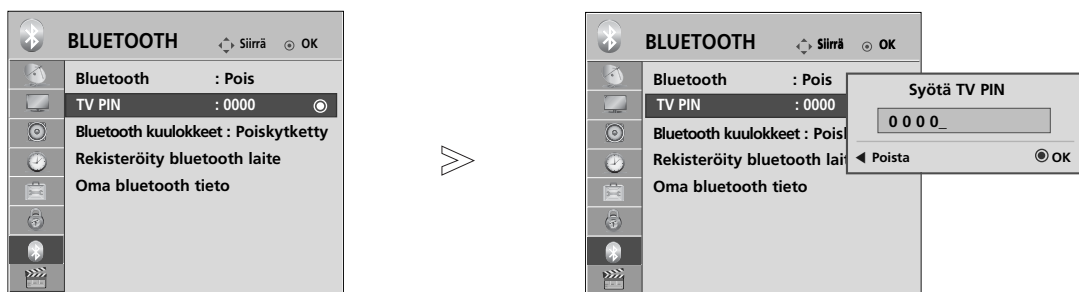 BLUETOOTH Siirrä OK
Bluetooth : Pois
TV PIN : 0000
Bluetooth kuulokkeet : Poiskytketty
Rekisteröity bluetooth laite
Oma bluetooth tieto
BLUETOOTH Siirrä OK
Bluetooth : Pois
TV PIN : 0000
Bluetooth kuulokkeet : Poisl
Rekisteröity bluetooth lait
Oma bluetooth tieto
Syötä TV PIN
0 0 0 0_
Poista OK